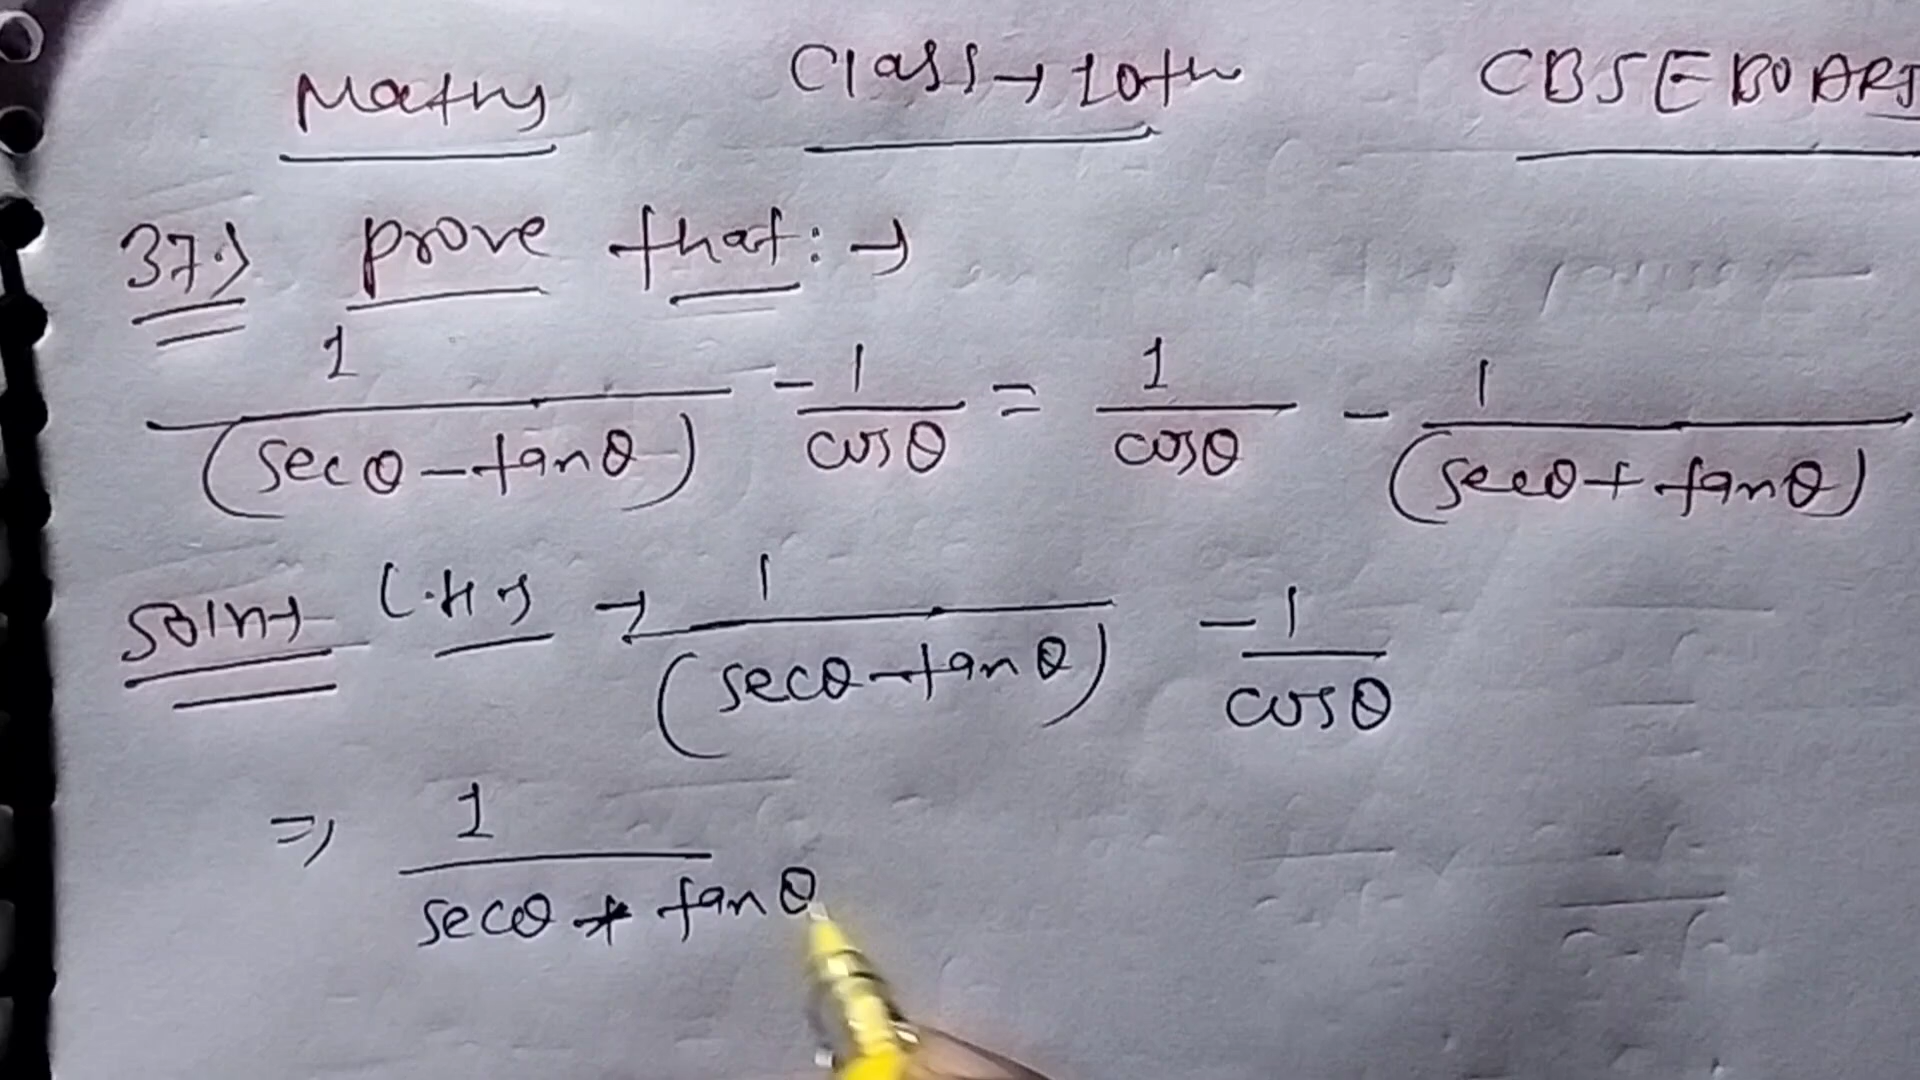 Maths Class → 10th CBSE BOARD
37.) prove that: →
1/(secθ - tanθ) - 1/cosθ = 1/cosθ - 1/(secθ + tanθ)
Soln→ L.H.S → 1/(secθ - tanθ) - 1/cosθ
⇒ 1/secθ + tanθ